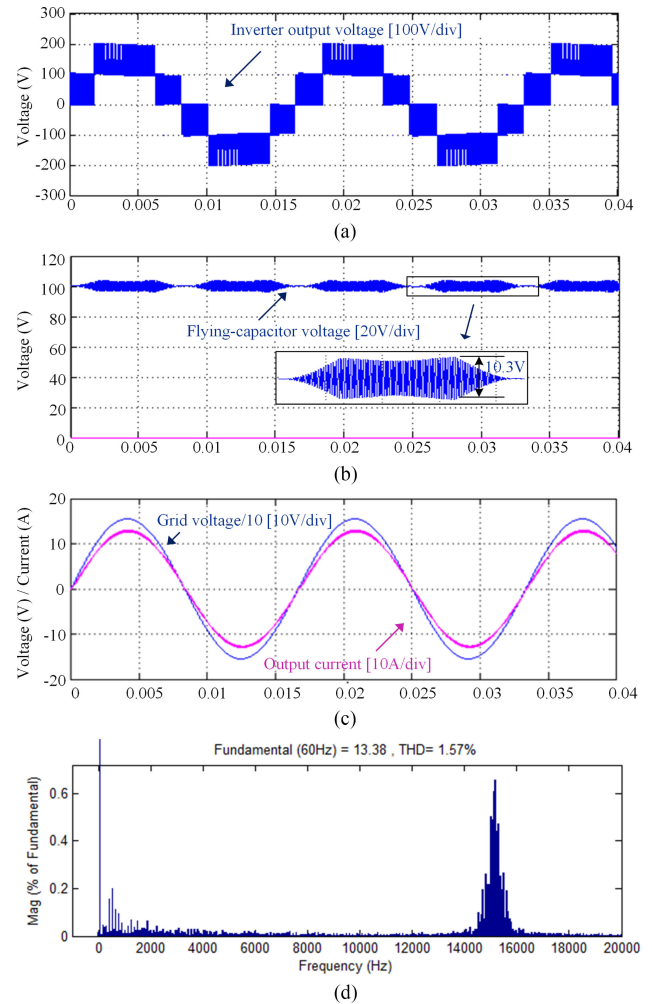 300
Inverter output voltage [100V/div]
200
100
0
-100
-200
-300
Voltage (V)
0 0.005 0.01 0.015 0.02 0.025 0.03 0.035 0.04
(a)
120
100
80
60
40
20
0
Voltage (V)
Flying-capacitor voltage [20V/div]
10.3V
0 0.005 0.01 0.015 0.02 0.025 0.03 0.035 0.04
(b)
20
10
0
-10
-20
Voltage (V) / Current (A)
Grid voltage/10 [10V/div]
Output current [10A/div]
0 0.005 0.01 0.015 0.02 0.025 0.03 0.035 0.04
(c)
Fundamental (60Hz) = 13.38 , THD= 1.57%
0.6
0.4
0.2
0
Mag (% of Fundamental)
0 2000 4000 6000 8000 10000 12000 14000 16000 18000 20000
Frequency (Hz)
(d)